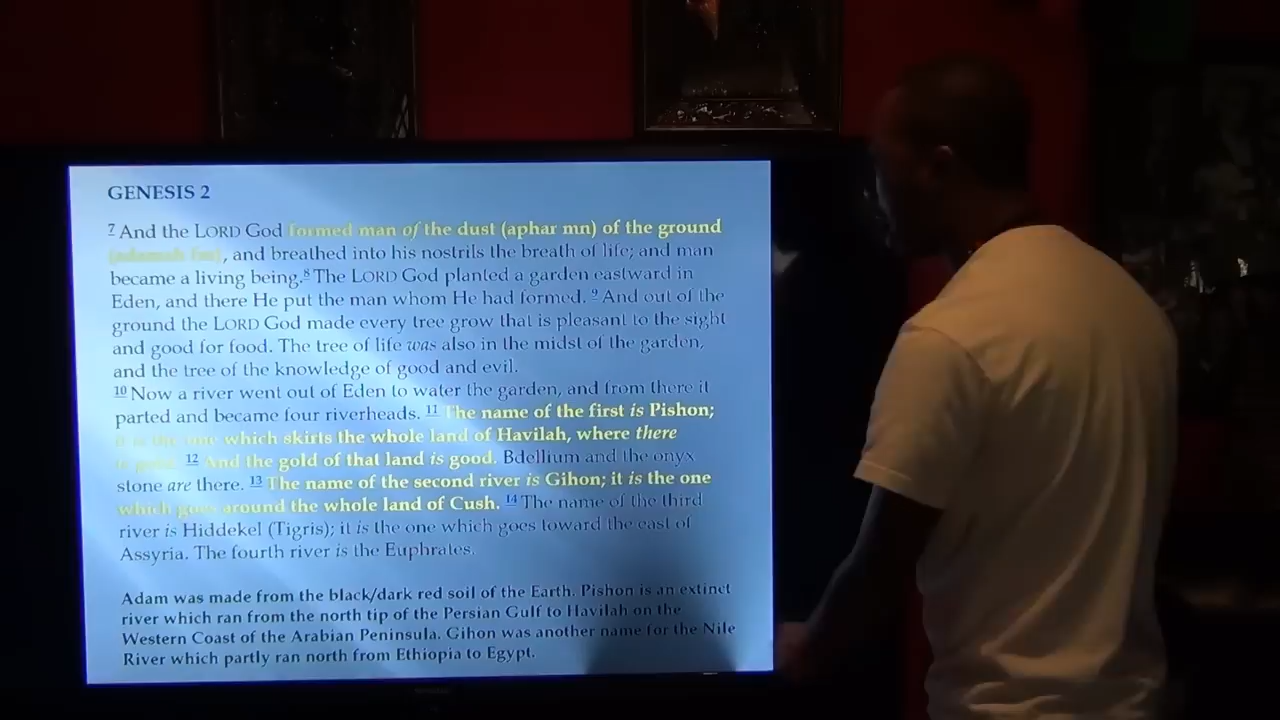 GENESIS 2
7 And the LORD God formed man of the dust (aphar mn) of the ground
(adamah fm), and breathed into his nostrils the breath of life; and man
became a living being. 8 The LORD God planted a garden eastward in
Eden, and there He put the man whom He had formed. 9 And out of the
ground the LORD God made every tree grow that is pleasant to the sight
and good for food. The tree of life was also in the midst of the garden,
and the tree of the knowledge of good and evil.
10 Now a river went out of Eden to water the garden, and from there it
parted and became four riverheads. 11 The name of the first is Pishon;
it is the one which skirts the whole land of Havilah, where there
is gold. 12 And the gold of that land is good. Bdellium and the onyx
stone are there. 13 The name of the second river is Gihon; it is the one
which goes around the whole land of Cush. 14 The name of the third
river is Hiddekel (Tigris); it is the one which goes toward the east of
Assyria. The fourth river is the Euphrates.
Adam was made from the black/dark red soil of the Earth. Pishon is an extinct
river which ran from the north tip of the Persian Gulf to Havilah on the
Western Coast of the Arabian Peninsula. Gihon was another name for the Nile
River which partly ran north from Ethiopia to Egypt.